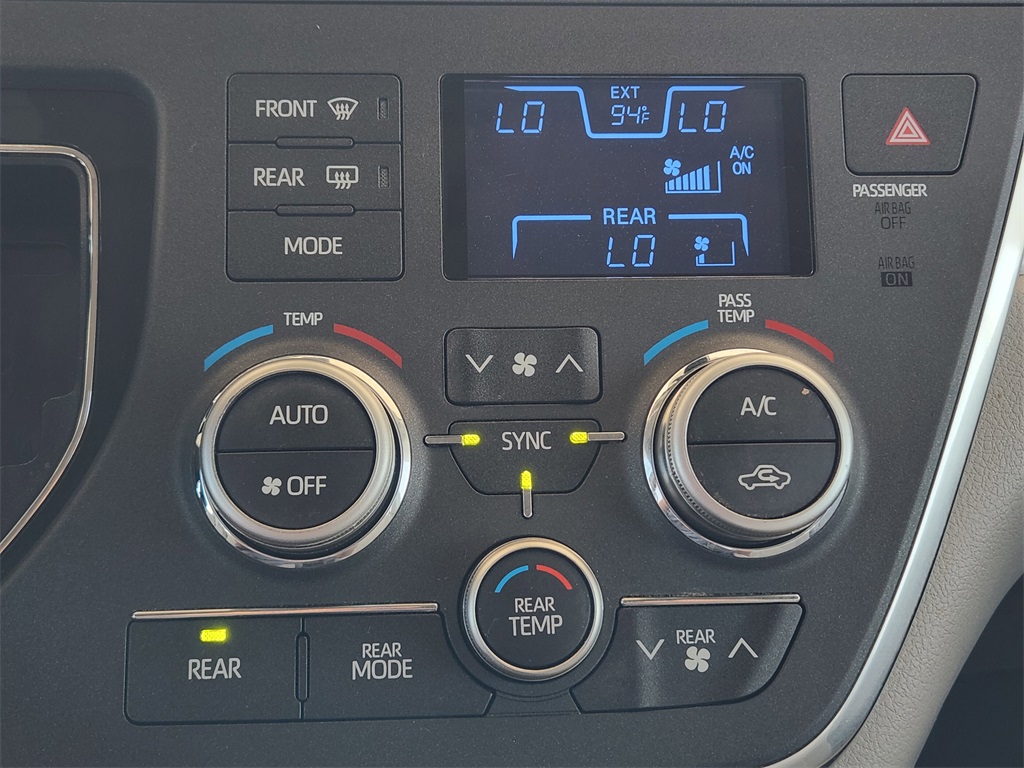 FRONT
REAR
MODE
EXT
LO 94°F LO
A/C
ON
REAR
LO
PASSENGER
AIR BAG
OFF
AIR BAG
ON
TEMP
PASS
TEMP
AUTO
OFF
SYNC
A/C
REAR
REAR
MODE
REAR
TEMP
REAR